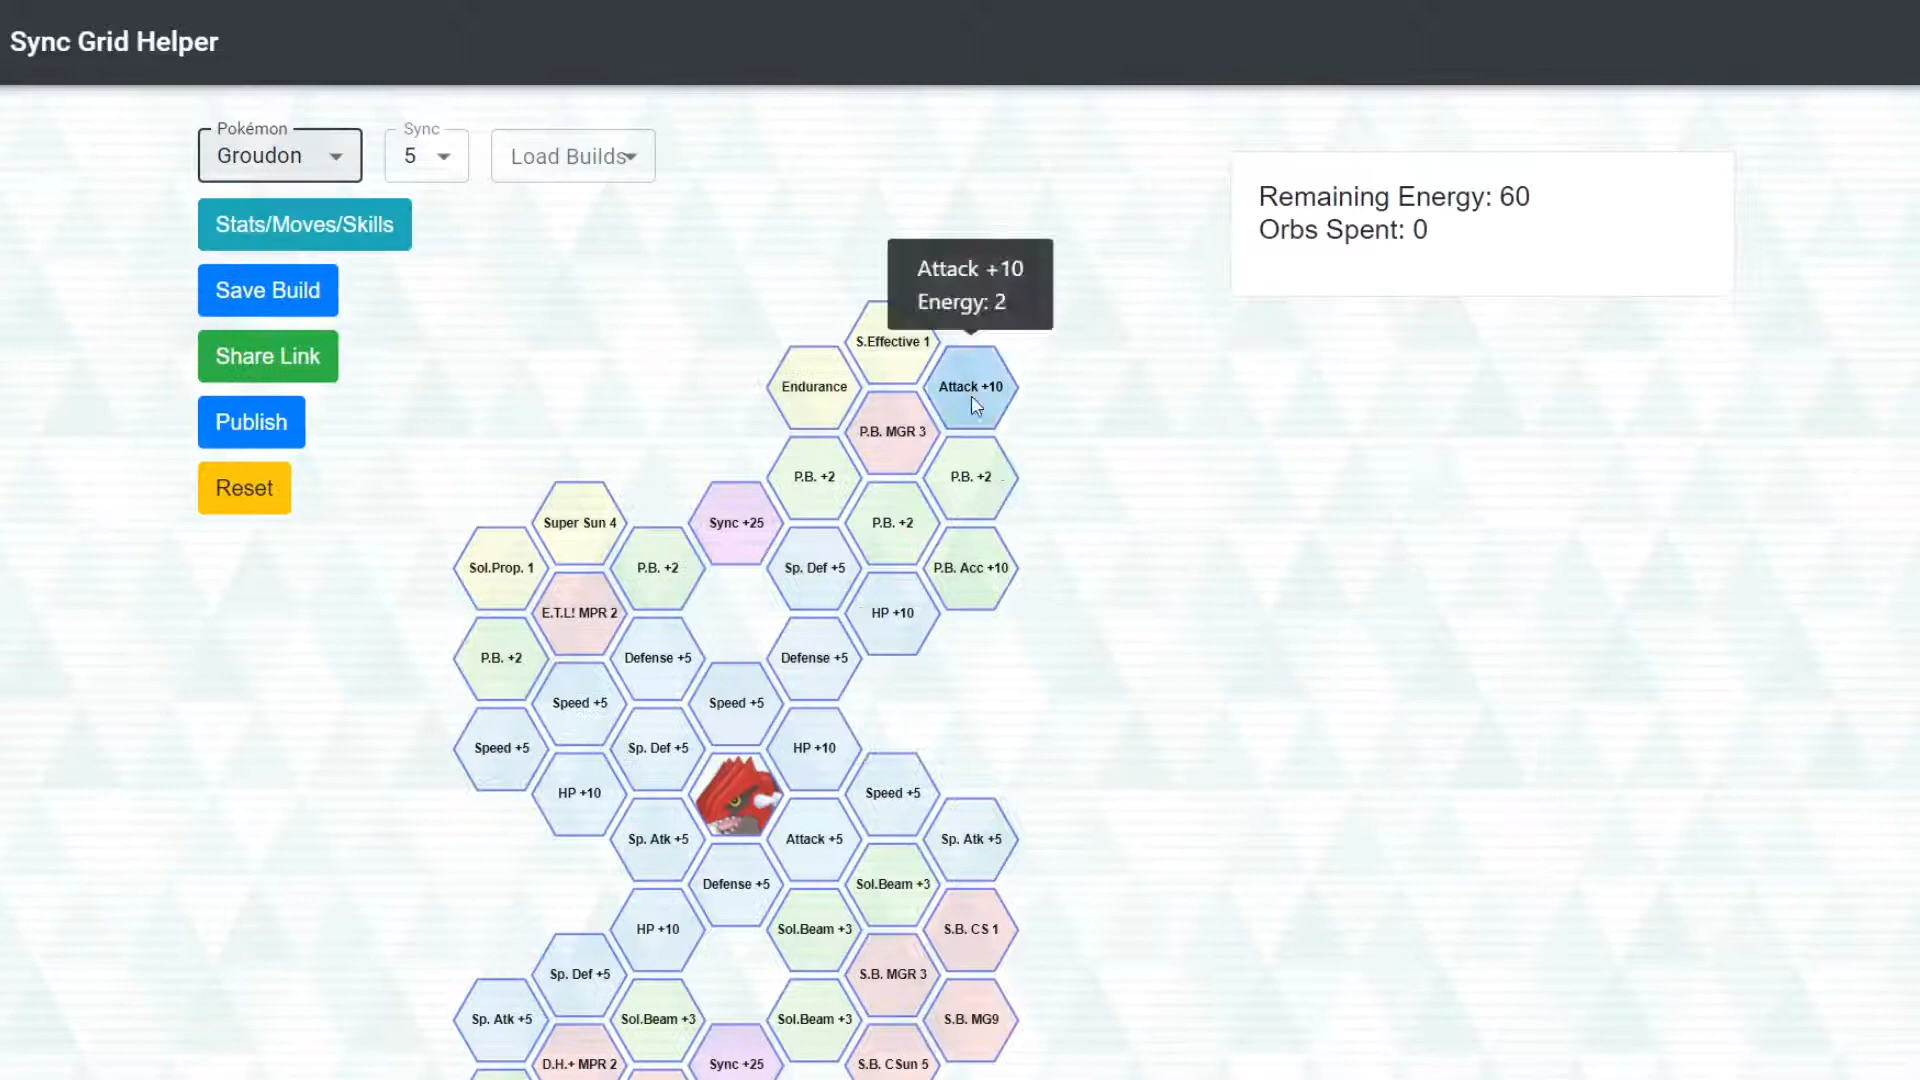 Sync Grid Helper
Pokémon
Groudon
Sync
5
Load Builds
Stats/Moves/Skills
Save Build
Share Link
Publish
Reset
Remaining Energy: 60
Orbs Spent: 0
Attack +10
Energy: 2
S.Effective 1
Endurance
Attack +10
P.B. MGR 3
P.B. +2
P.B. +2
Super Sun 4
Sync +25
P.B. +2
Sol.Prop. 1
P.B. +2
Sp. Def +5
P.B. Acc +10
E.T.L! MPR 2
HP +10
P.B. +2
Defense +5
Defense +5
Speed +5
Speed +5
Speed +5
Sp. Def +5
HP +10
HP +10
Speed +5
Sp. Atk +5
Attack +5
Sp. Atk +5
Defense +5
Sol.Beam +3
HP +10
Sol.Beam +3
S.B. CS 1
Sp. Def +5
S.B. MGR 3
Sp. Atk +5
Sol.Beam +3
Sol.Beam +3
S.B. MG9
D.H.+ MPR 2
Sync +25
S.B. CSun 5